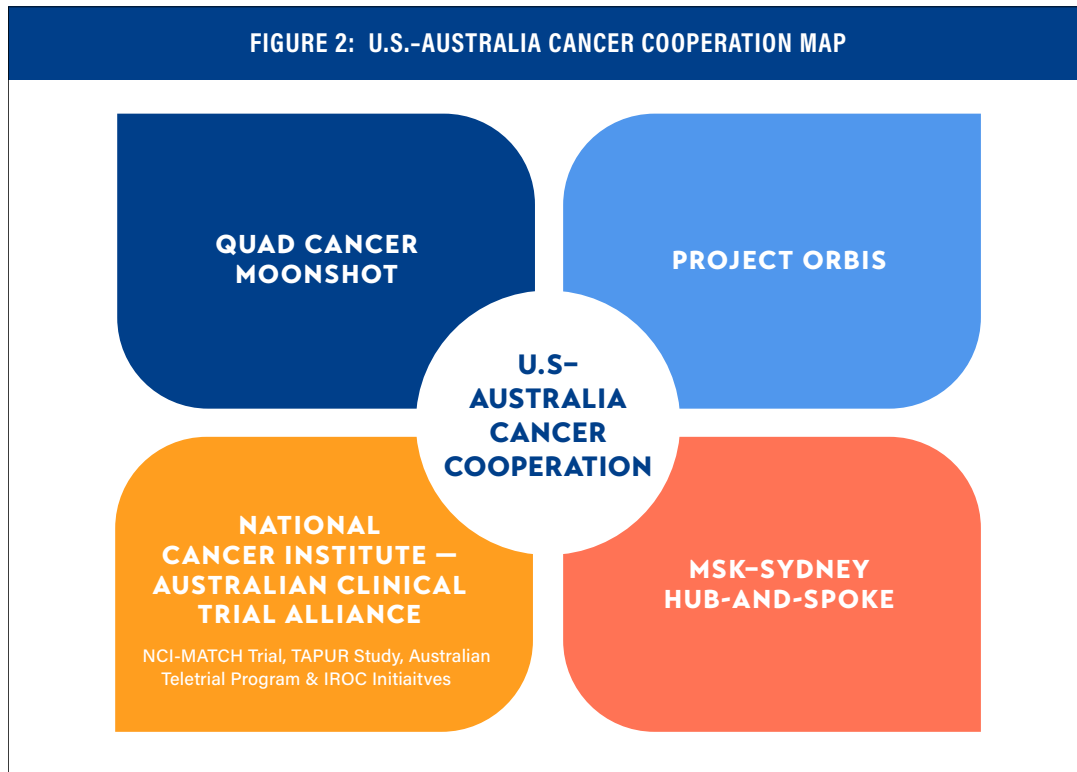 FIGURE 2: U.S.–AUSTRALIA CANCER COOPERATION MAP
QUAD CANCER
MOONSHOT
PROJECT ORBIS
U.S–
AUSTRALIA
CANCER
COOPERATION
NATIONAL
CANCER INSTITUTE —
AUSTRALIAN CLINICAL
TRIAL ALLIANCE
NCI-MATCH Trial, TAPUR Study, Australian
Teletrial Program & IROC Initiaitves
MSK–SYDNEY
HUB-AND-SPOKE